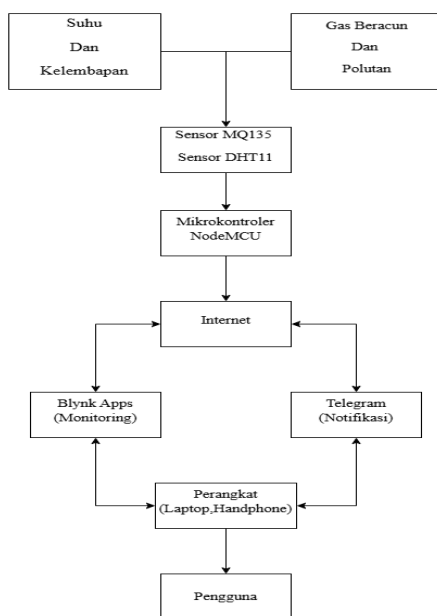 Suhu
Dan
Kelembapan
Gas Beracun
Dan
Polutan
Sensor MQ135
Sensor DHT11
Mikrokontroler
NodeMCU
Internet
Blynk Apps
(Monitoring)
Telegram
(Notifikasi)
Perangkat
(Laptop,Handphone)
Pengguna